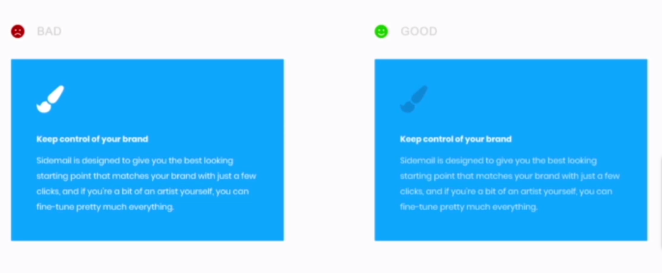 BAD
Keep control of your brand
Sidemail is designed to give you the best looking
starting point that matches your brand with just a few
clicks, and if you're a bit of an artist yourself, you can
fine-tune pretty much everything.
GOOD
Keep control of your brand
Sidemail is designed to give you the best looking
starting point that matches your brand with just a few
clicks, and if you're a bit of an artist yourself, you can
fine-tune pretty much everything.